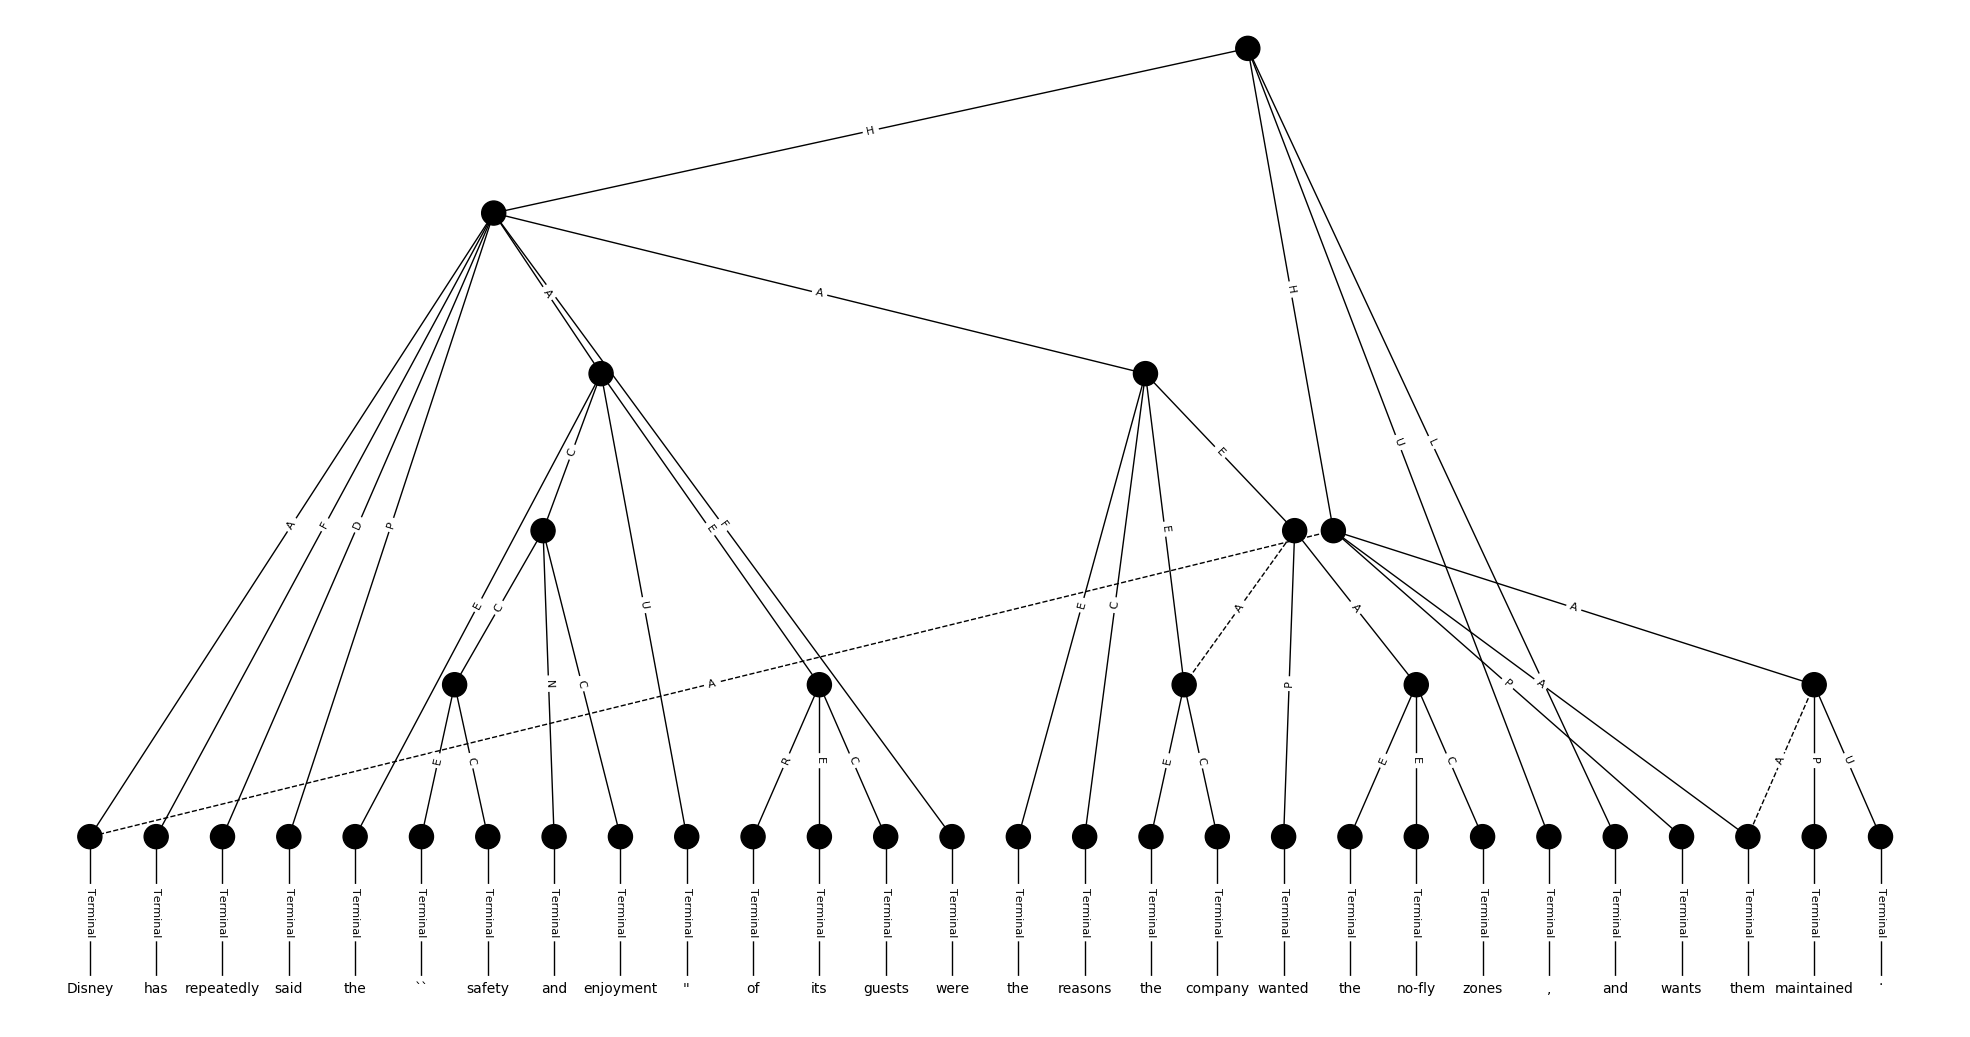 H
H
A
A
U
L
C
E
A
F
D
P
E
F
E
C
E
U
E
C
A
A
A
A
N
C
P
P
A
E
C
R
E
C
E
C
E
E
C
A
P
U
Terminal Terminal Terminal Terminal Terminal Terminal Terminal Terminal Terminal Terminal Terminal Terminal Terminal Terminal Terminal Terminal Terminal Terminal Terminal Terminal Terminal Terminal Terminal Terminal Terminal Terminal Terminal Terminal
Disney has repeatedly said the `` safety and enjoyment " of its guests were the reasons the company wanted the no-fly zones , and wants them maintained .